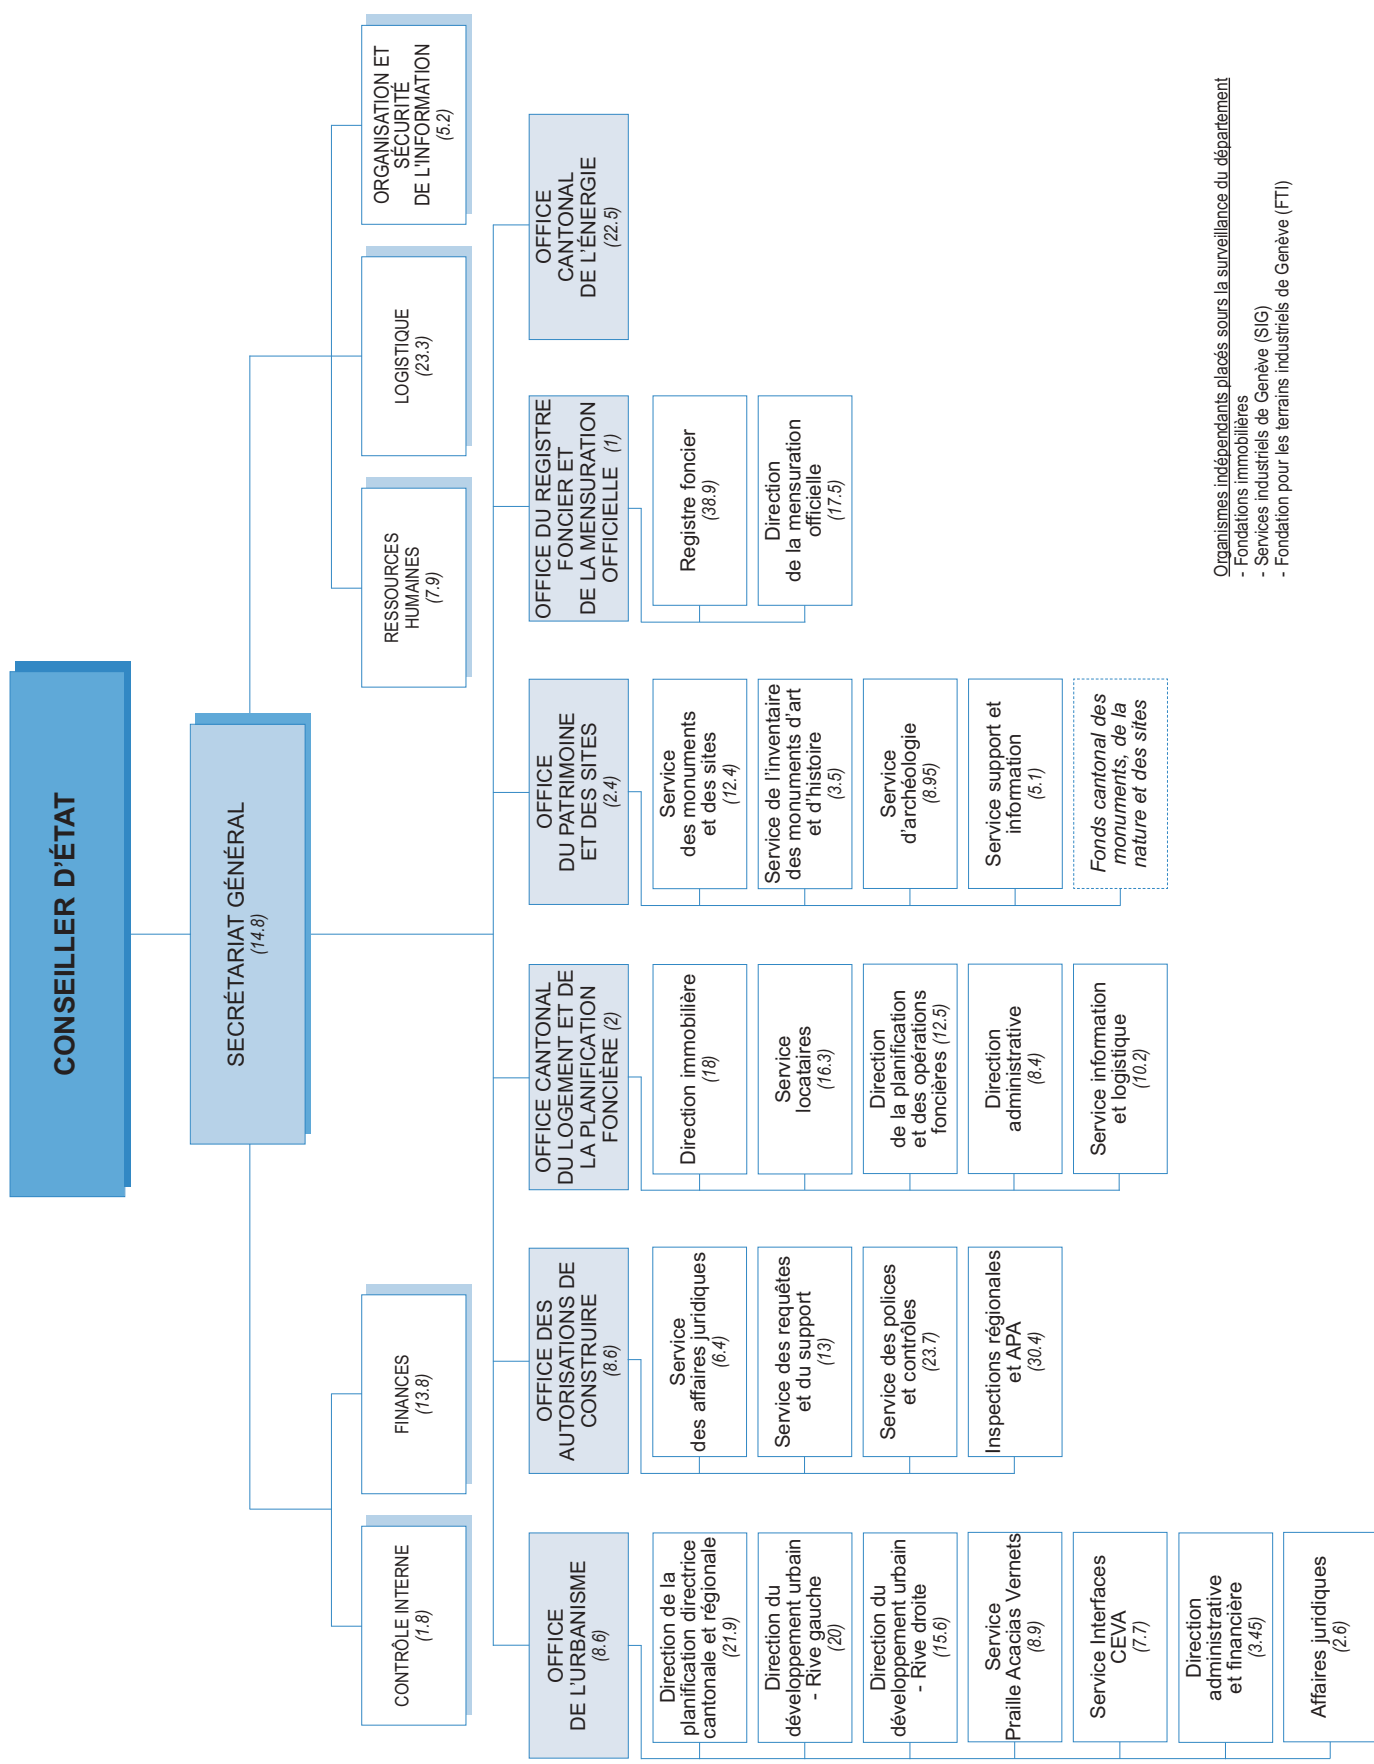 CONSEILLER D'ÉTAT
SECRÉTARIAT GÉNÉRAL
(14.8)
CONTRÔLE INTERNE
(1.8)
FINANCES
(13.8)
RESSOURCES
HUMAINES
(7.9)
LOGISTIQUE
(23.3)
ORGANISATION ET
SÉCURITÉ
DE L'INFORMATION
(5.2)
OFFICE
DE L'URBANISME
(8.6)
Direction de la
planification directrice
cantonale et régionale
(21.9)
Direction du
développement urbain
- Rive gauche
(20)
Direction du
développement urbain
- Rive droite
(15.6)
Service
Praille Acacias Vernets
(8.9)
Service Interfaces
CEVA
(7.7)
Direction
administrative
et financière
(3.45)
Affaires juridiques
(2.6)
OFFICE DES
AUTORISATIONS DE
CONSTRUIRE
(8.6)
Service
des affaires juridiques
(6.4)
Service des requêtes
et du support
(13)
Service des polices
et contrôles
(23.7)
Inspections régionales
et APA
(30.4)
OFFICE CANTONAL
DU LOGEMENT ET DE
LA PLANIFICATION
FONCIÈRE (2)
Direction immobilière
(18)
Service
locataires
(16.3)
Direction
de la planification
et des opérations
foncières (12.5)
Direction
administrative
(8.4)
Service information
et logistique
(10.2)
OFFICE
DU PATRIMOINE
ET DES SITES
(2.4)
Service
des monuments
et des sites
(12.4)
Service de l'inventaire
des monuments d'art
et d'histoire
(3.5)
Service
d'archéologie
(8.95)
Service support et
information
(5.1)
Fonds cantonal des
monuments, de la
nature et des sites
OFFICE DU REGISTRE
FONCIER ET
DE LA MENSURATION
OFFICIELLE (1)
Registre foncier
(38.9)
Direction
de la mensuration
officielle
(17.5)
OFFICE
CANTONAL
DE L'ÉNERGIE
(22.5)
Organismes indépendants placés sours la surveillance du département
- Fondations immobilières
- Services industriels de Genève (SIG)
- Fondation pour les terrains industriels de Genève (FTI)